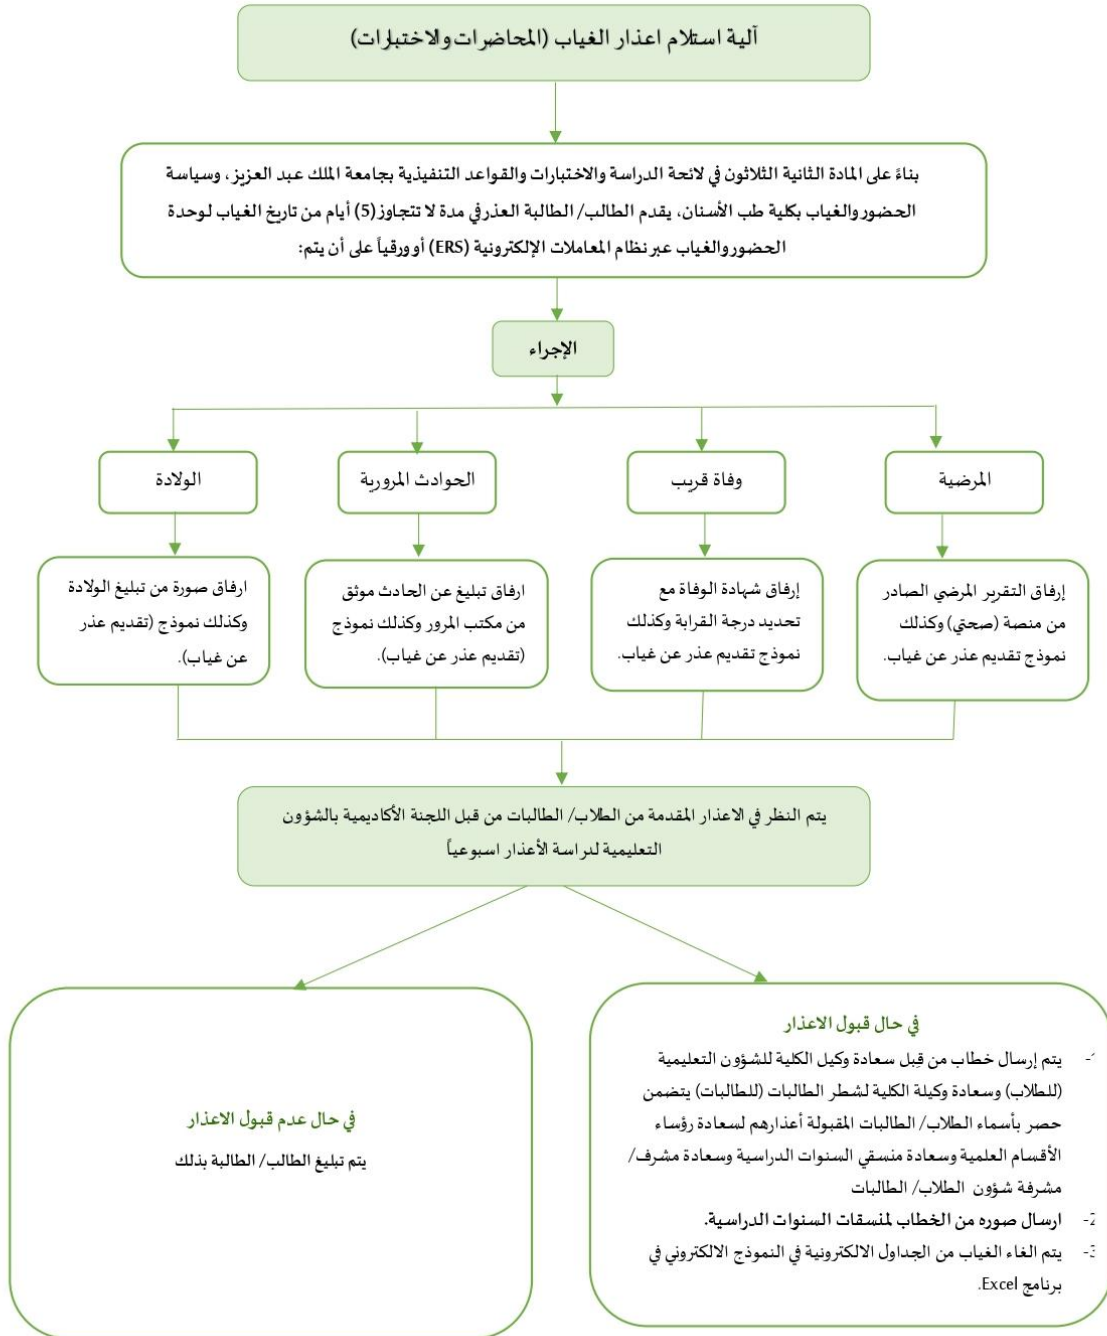 آلية استلام اعذار الغياب (المحاضرات والاختبارات)
بناءً على المادة الثانية الثلاثون في لائحة الدراسة والاختبارات والقواعد التنفيذية بجامعة الملك عبد العزيز، وسياسة
الحضور والغياب بكلية طب الأسنان، يقدم الطالب/ الطالبة العذر في مدة لا تتجاوز (5) أيام من تاريخ الغياب لوحدة
الحضور والغياب عبر نظام المعاملات الإلكترونية (ERS) أو ورقياً على أن يتم:
الإجراء
المرضية
إرفاق التقرير المرضي الصادر
من منصة (صحتي) وكذلك
نموذج تقديم عذر عن غياب.
وفاة قريب
إرفاق شهادة الوفاة مع
تحديد درجة القرابة وكذلك
نموذج تقديم عذر عن غياب.
الحوادث المرورية
ارفاق تبليغ عن الحادث موثق
من مكتب المرور وكذلك نموذج
(تقديم عذر عن غياب).
الولادة
ارفاق صورة من تبليغ الولادة
وكذلك نموذج (تقديم عذر
عن غياب).
يتم النظر في الاعذار المقدمة من الطلاب/ الطالبات من قبل اللجنة الأكاديمية بالشؤون
التعليمية لدراسة الأعذار اسبوعياً
في حال قبول الاعذار
1- يتم إرسال خطاب من قبل سعادة وكيل الكلية للشؤون التعليمية
(للطلاب) وسعادة وكيلة الكلية لشطر الطالبات (للطالبات) يتضمن
حصر بأسماء الطلاب/ الطالبات المقبولة أعذارهم لسعادة رؤساء
الأقسام العلمية وسعادة منسقي السنوات الدراسية وسعادة مشرف/
مشرفة شؤون الطلاب/ الطالبات
2- ارسال صوره من الخطاب لمنسقات السنوات الدراسية.
3- يتم الغاء الغياب من الجداول الالكترونية في النموذج الالكتروني في
برنامج Excel.
في حال عدم قبول الاعذار
يتم تبليغ الطالب/ الطالبة بذلك